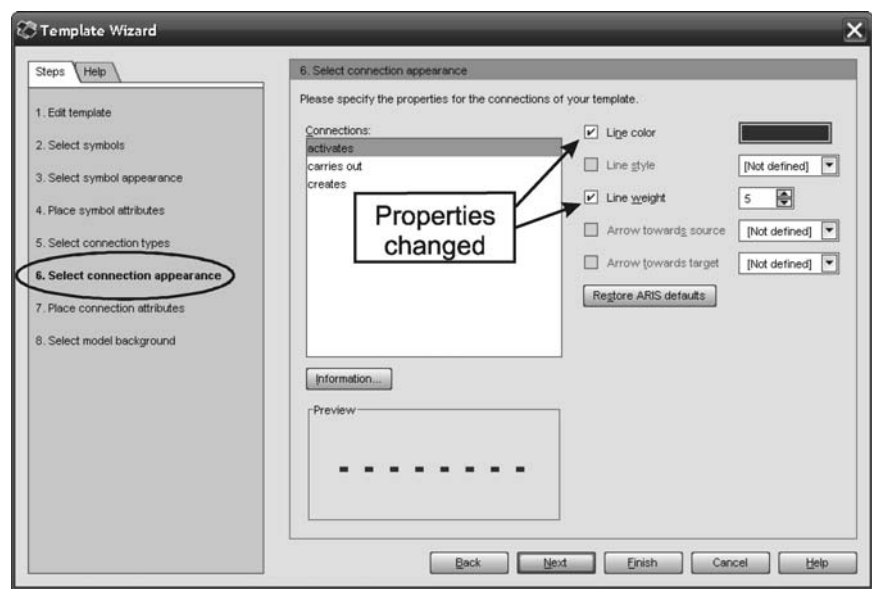 Template Wizard
Steps
Help
1. Edit template
2. Select symbols
3. Select symbol appearance
4. Place symbol attributes
5. Select connection types
6. Select connection appearance
7. Place connection attributes
8. Select model background
6. Select connection appearance
Please specify the properties for the connections of your template.
Connections:
activates
carries out
creates
Properties
changed
Line color
Line style
[Not defined]
Line weight
5
Arrow towards source
[Not defined]
Arrow towards target
[Not defined]
Restore ARIS defaults
Information...
Preview
Back
Next
Finish
Cancel
Help